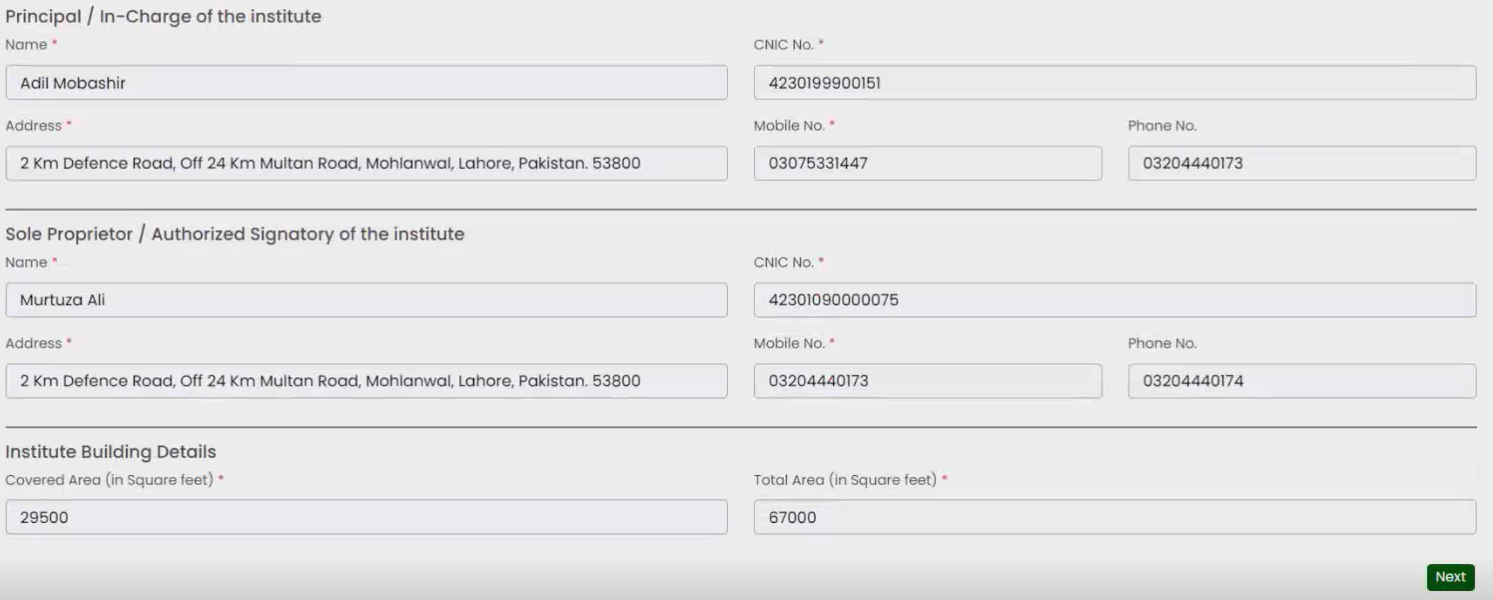 Principal / In-Charge of the institute
Name * CNIC No. *
Adil Mobashir 4230199900151
Address * Mobile No. * Phone No.
2 Km Defence Road, Off 24 Km Multan Road, Mohlanwal, Lahore, Pakistan. 53800 03075331447 03204440173
Sole Proprietor / Authorized Signatory of the institute
Name * CNIC No. *
Murtuza Ali 42301090000075
Address * Mobile No. * Phone No.
2 Km Defence Road, Off 24 Km Multan Road, Mohlanwal, Lahore, Pakistan. 53800 03204440173 03204440174
Institute Building Details
Covered Area (in Square feet) * Total Area (in Square feet) *
29500 67000
Next